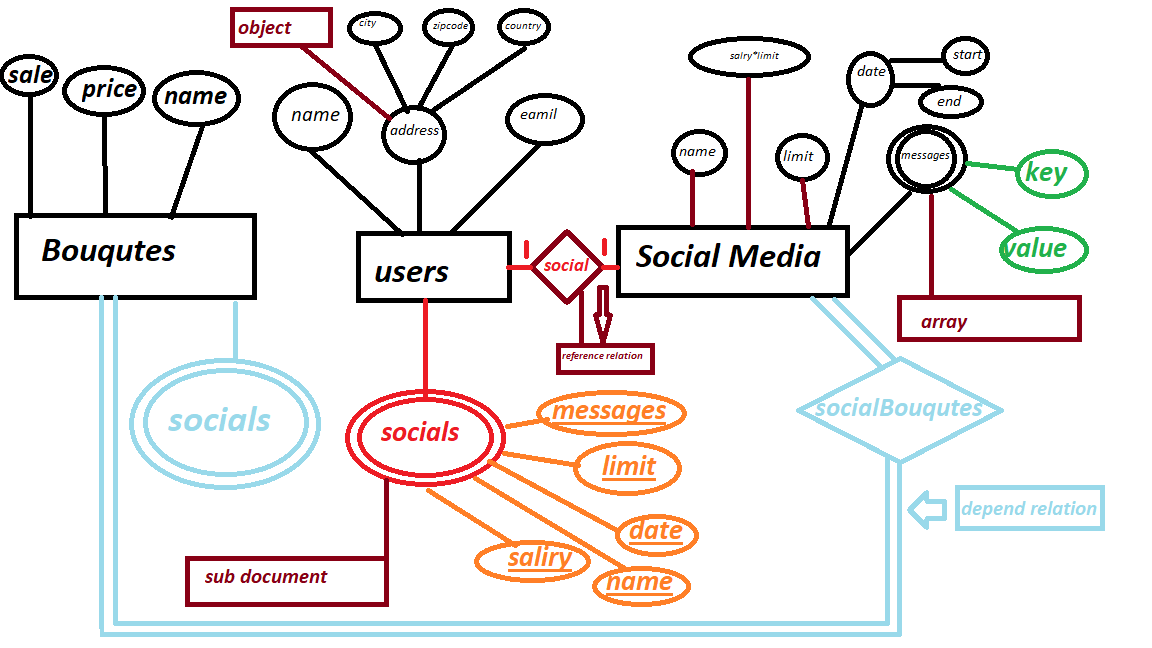 object
city
zipcode
country
sale
price
name
name
address
eamil
salry*limit
date
start
end
name
limit
messages
key
value
Bouqutes
users
social
Social Media
array
reference relation
socials
socials
messages
limit
date
name
saliry
sub document
socialBouqutes
depend relation